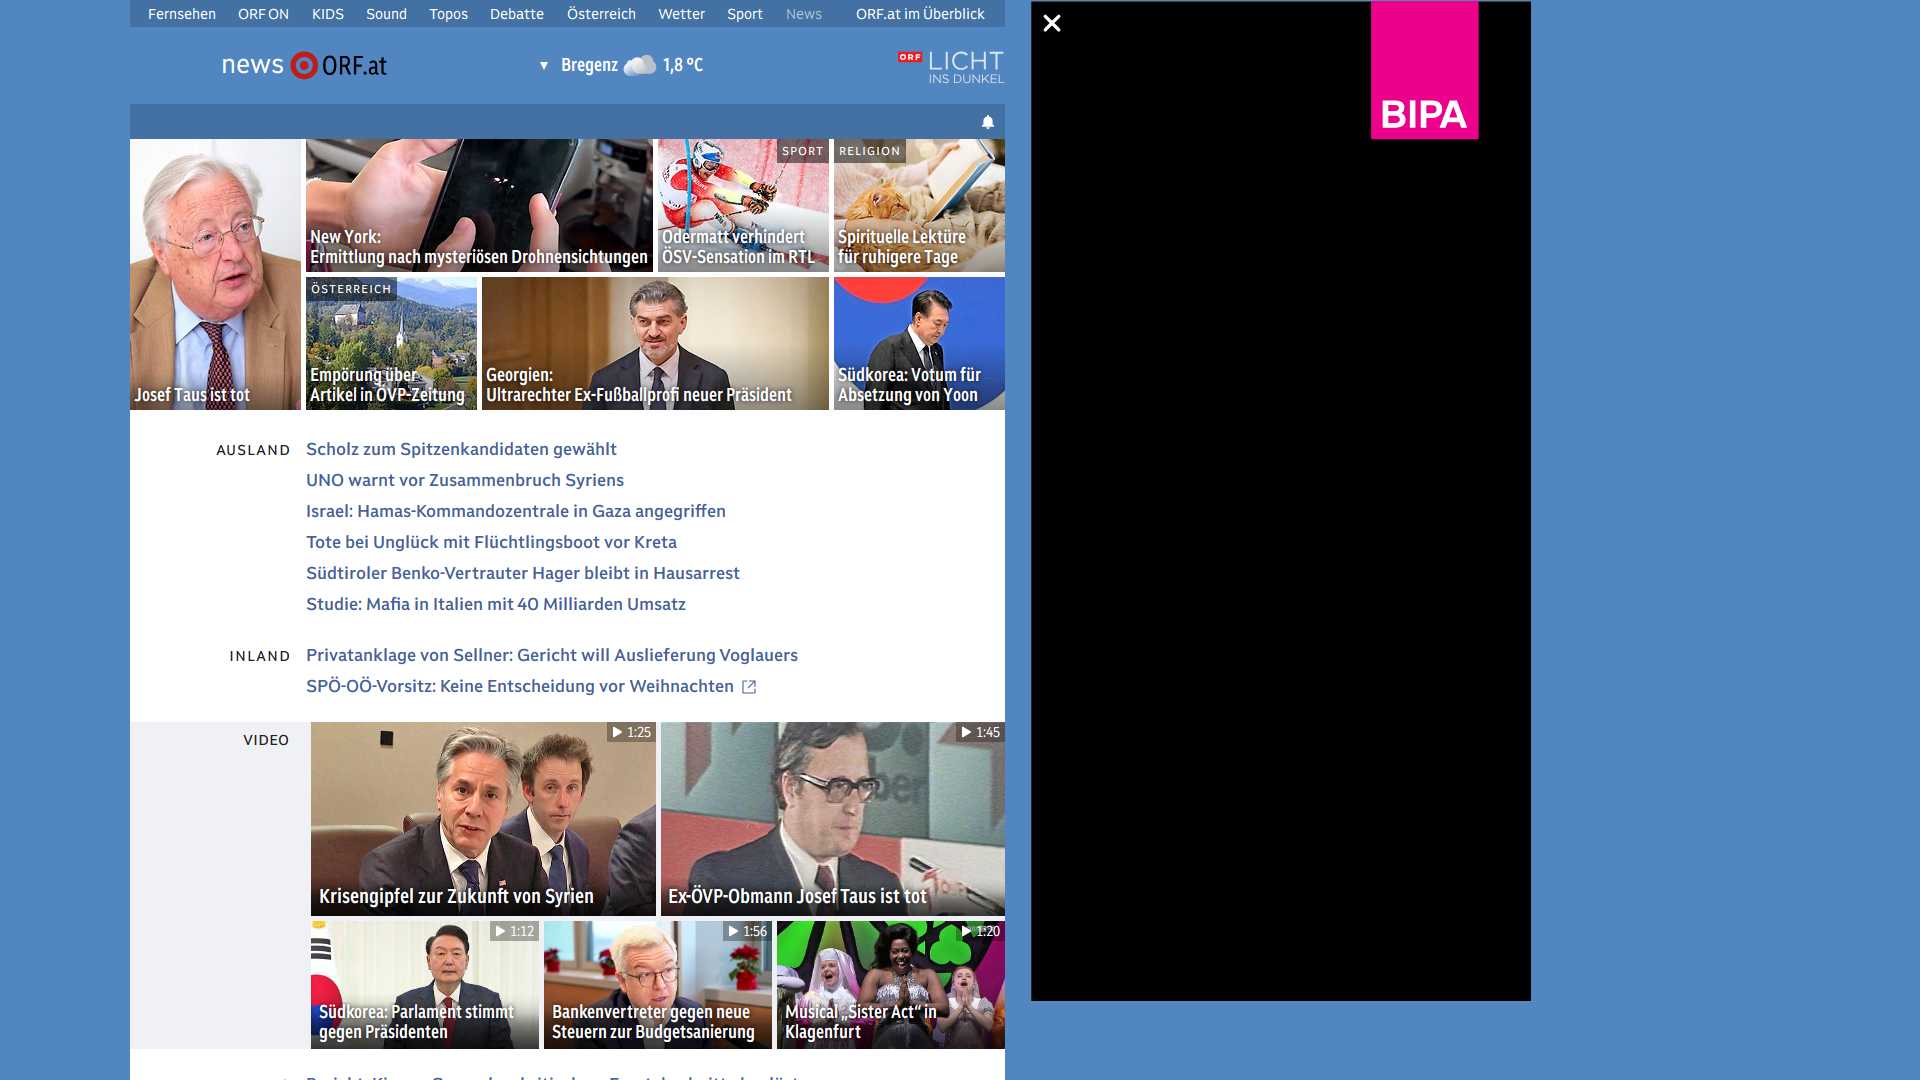 Fernsehen ORF ON KIDS Sound Topos Debatte Österreich Wetter Sport News ORF.at im Überblick
news ORF.at
Bregenz 1,8 °C
ORF LICHT
INS DUNKEL
BIPA
Josef Taus ist tot
New York:
Ermittlung nach mysteriösen Drohnensichtungen
SPORT
Odermatt verhindert
ÖSV-Sensation im RTL
RELIGION
Spirituelle Lektüre
für ruhigere Tage
ÖSTERREICH
Empörung über
Artikel in ÖVP-Zeitung
Georgien:
Ultrarechter Ex-Fußballprofi neuer Präsident
Südkorea: Votum für
Absetzung von Yoon
AUSLAND
Scholz zum Spitzenkandidaten gewählt
UNO warnt vor Zusammenbruch Syriens
Israel: Hamas-Kommandozentrale in Gaza angegriffen
Tote bei Unglück mit Flüchtlingsboot vor Kreta
Südtiroler Benko-Vertrauter Hager bleibt in Hausarrest
Studie: Mafia in Italien mit 40 Milliarden Umsatz
INLAND
Privatanklage von Sellner: Gericht will Auslieferung Voglauers
SPÖ-OÖ-Vorsitz: Keine Entscheidung vor Weihnachten
VIDEO
1:25
Krisengipfel zur Zukunft von Syrien
1:45
Ex-ÖVP-Obmann Josef Taus ist tot
1:12
Südkorea: Parlament stimmt
gegen Präsidenten
1:56
Bankenvertreter gegen neue
Steuern zur Budgetsanierung
1:20
Musical „Sister Act“ in
Klagenfurt